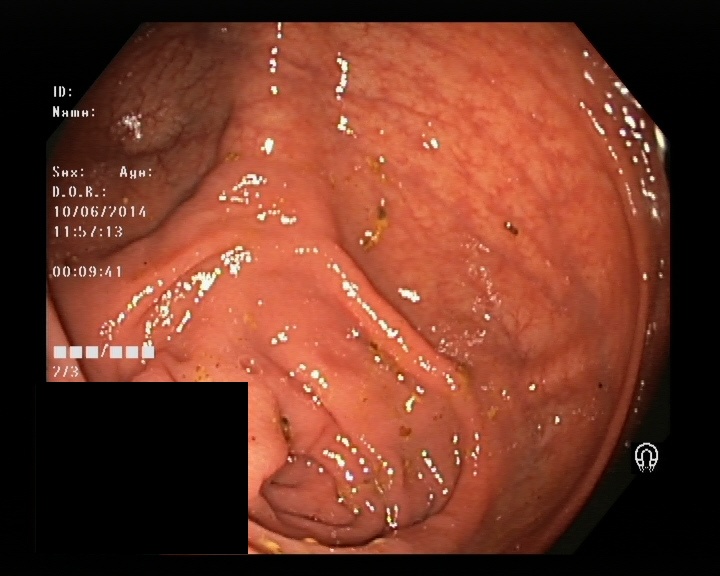 ID:
Name:
Sex: Age:
D.O.R.:
10/06/2014
11:57:13
00:09:41
■■■/■■■
2/3